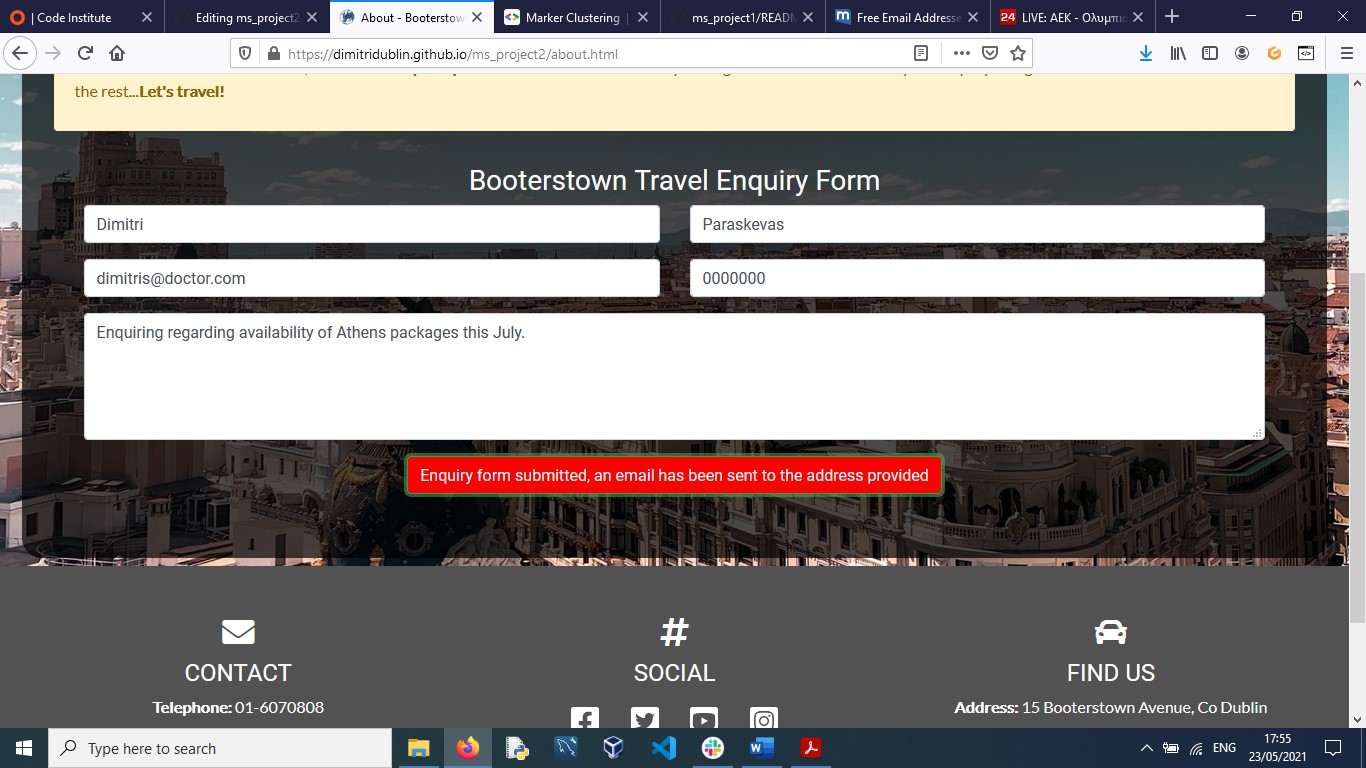 | Code Institute
Editing ms_project2
About - Booterstow
Marker Clustering |
ms_project1/READM
Free Email Addresse
24 LIVE: ΑΕΚ - Ολυμπι
https://dimitridublin.github.io/ms_project2/about.html
the rest...Let's travel!
Booterstown Travel Enquiry Form
Dimitri
Paraskevas
dimitris@doctor.com
0000000
Enquiring regarding availability of Athens packages this July.
Enquiry form submitted, an email has been sent to the address provided
CONTACT
Telephone: 01-6070808
SOCIAL
FIND US
Address: 15 Booterstown Avenue, Co Dublin
Type here to search
ENG
17:55
23/05/2021